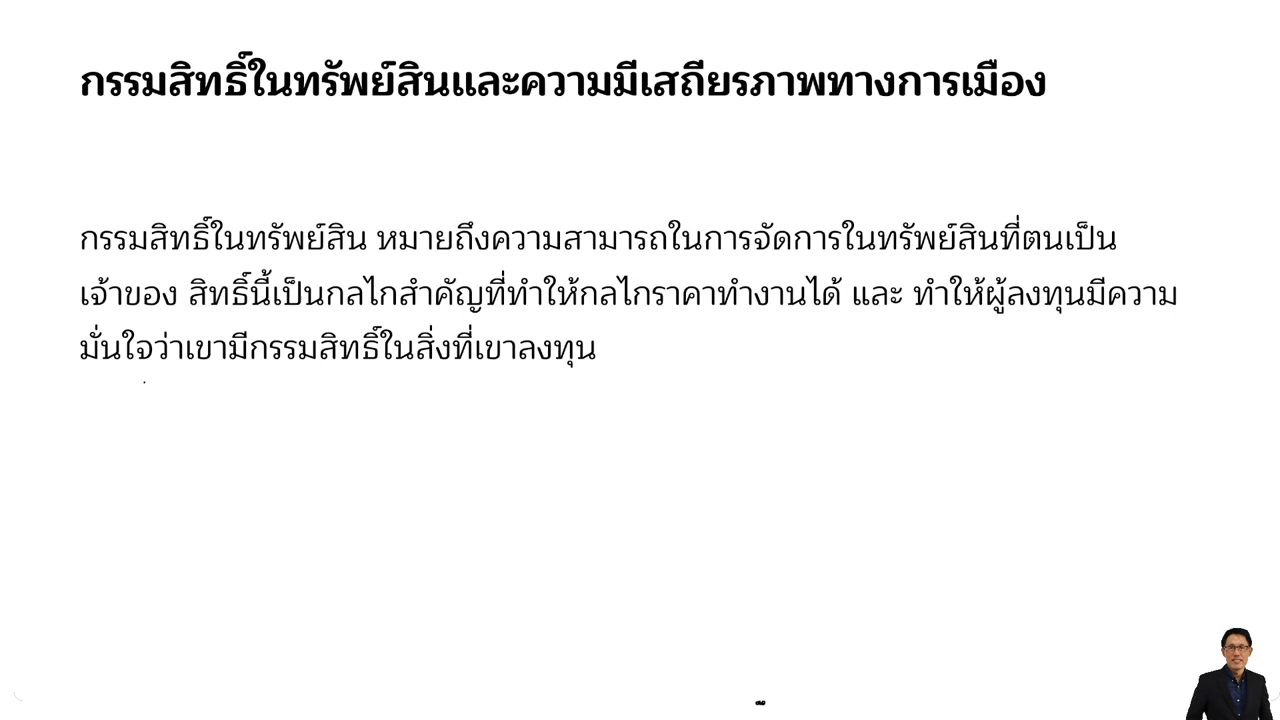 กรรมสิทธิ์ในทรัพย์สินและความมีเสถียรภาพทางการเมือง
กรรมสิทธิ์ในทรัพย์สิน หมายถึงความสามารถในการจัดการในทรัพย์สินที่ตนเป็น
เจ้าของ สิทธิ์นี้เป็นกลไกสำคัญที่ทำให้กลไกราคาทำงานได้ และ ทำให้ผู้ลงทุนมีความ
มั่นใจว่าเขามีกรรมสิทธิ์ในสิ่งที่เขาลงทุน